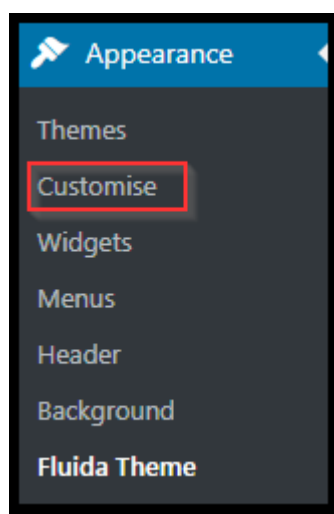 Appearance
Themes
Customise
Widgets
Menus
Header
Background
Fluida Theme